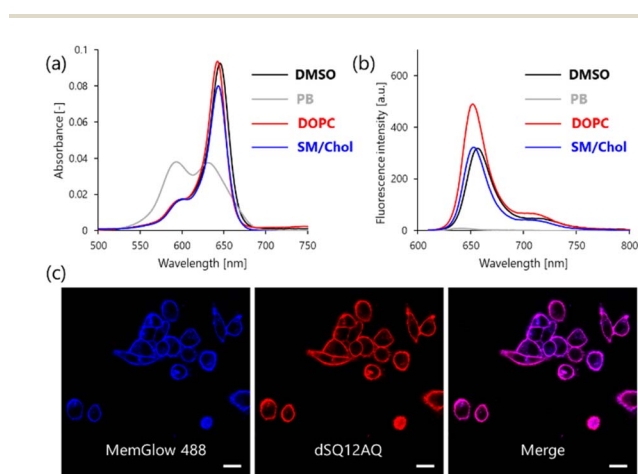 (a)
0.1
0.08
0.06
0.04
0.02
0
Absorbance [-]
DMSO
PB
DOPC
SM/Chol
500 550 600 650 700 750
Wavelength [nm]
(b)
600
400
200
0
Fluorescence intensity [a.u.]
DMSO
PB
DOPC
SM/Chol
600 650 700 750 800
Wavelength [nm]
(c)
MemGlow 488
dSQ12AQ
Merge